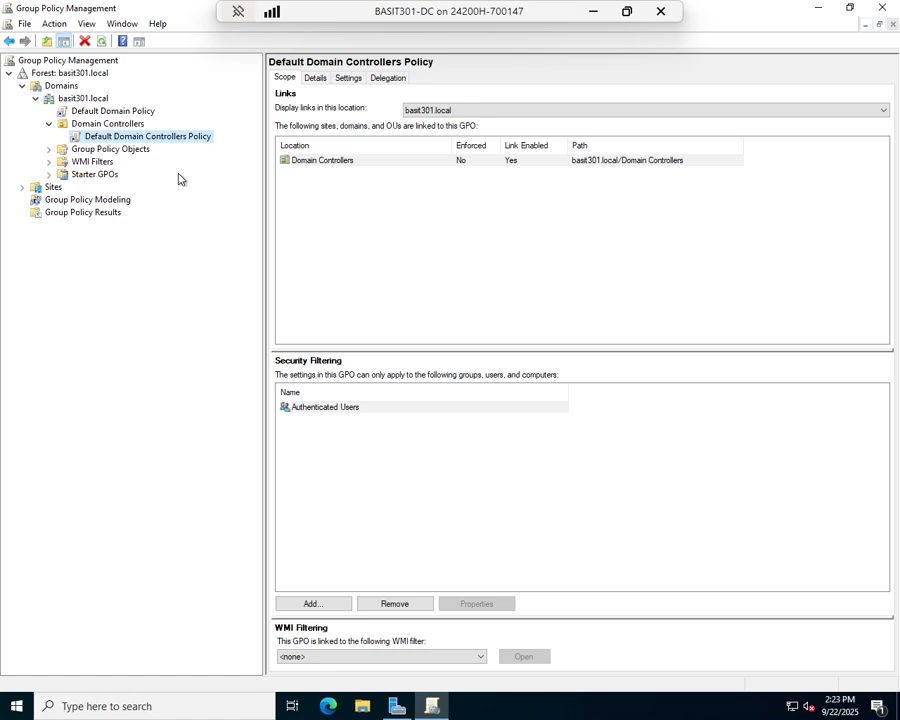 Group Policy Management
BASIT301-DC on 24200H-700147
File Action View Window Help
Group Policy Management
Forest: basit301.local
Domains
basit301.local
Default Domain Policy
Domain Controllers
Default Domain Controllers Policy
Group Policy Objects
WMI Filters
Starter GPOs
Sites
Group Policy Modeling
Group Policy Results
Default Domain Controllers Policy
Scope Details Settings Delegation
Links
Display links in this location: basit301.local
The following sites, domains, and OUs are linked to this GPO:
Location Enforced Link Enabled Path
Domain Controllers No Yes basit301.local/Domain Controllers
Security Filtering
The settings in this GPO can only apply to the following groups, users, and computers:
Name
Authenticated Users
Add... Remove Properties
WMI Filtering
This GPO is linked to the following WMI filter:
<none> Open
Type here to search
2:23 PM
9/22/2025
1